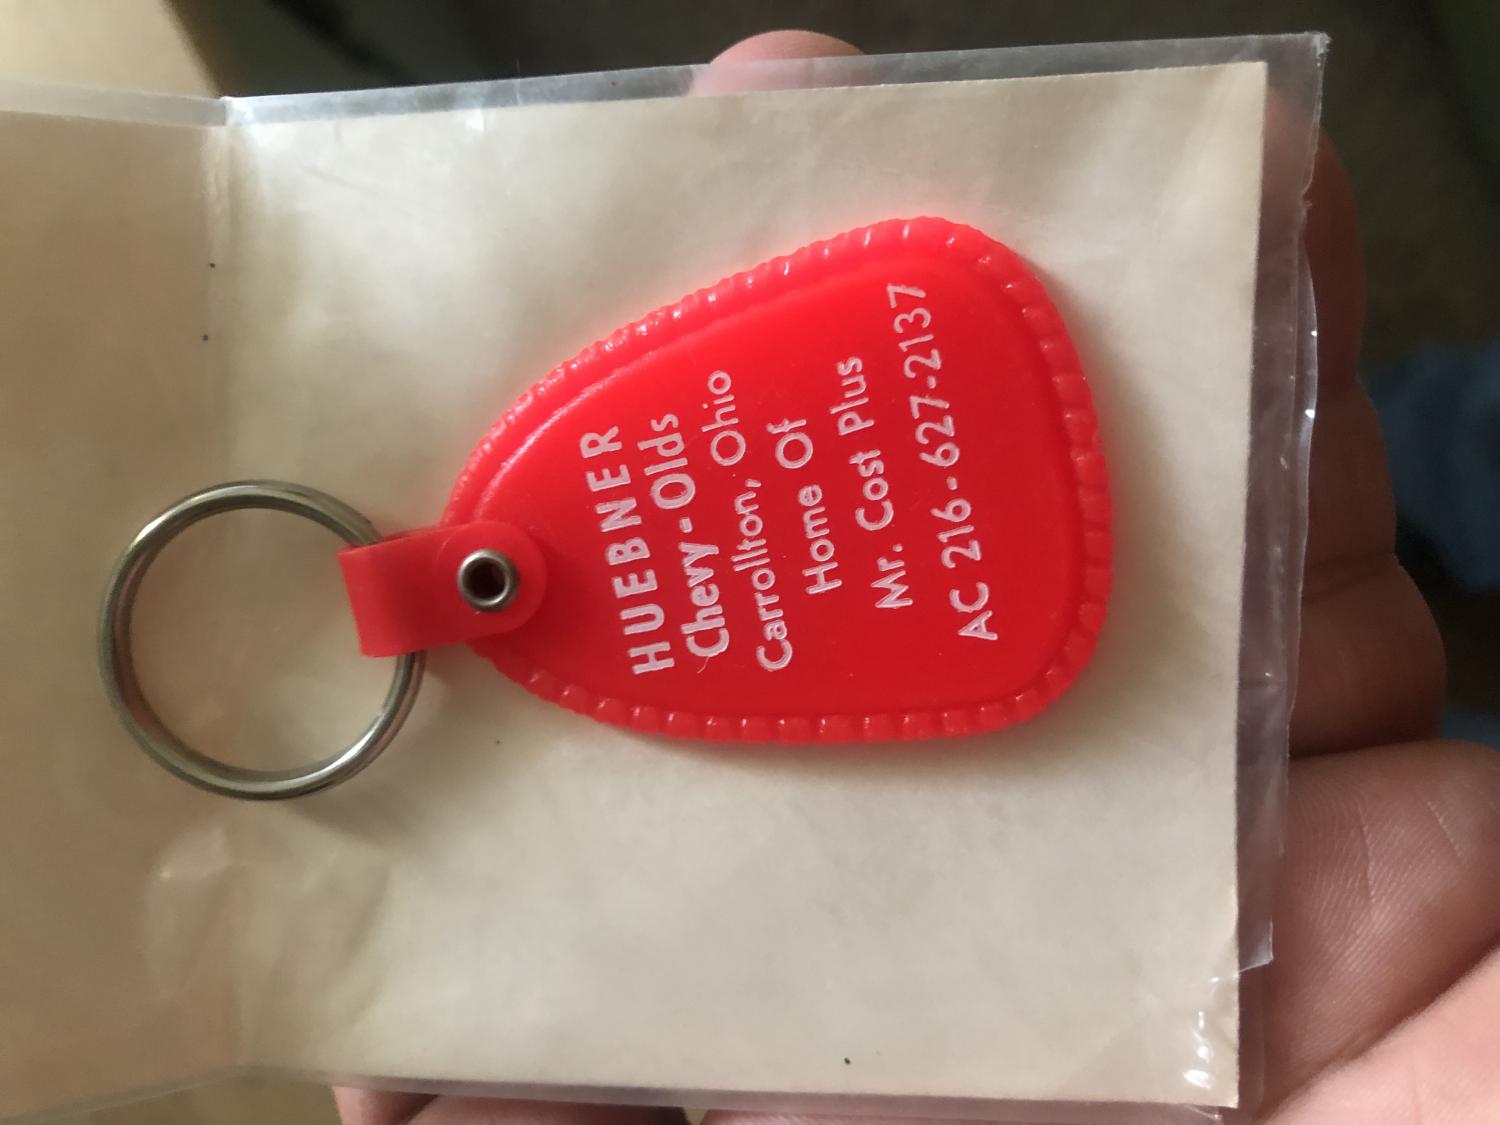 HUEBNER
Chevy-Olds
Carrollton, Ohio
Home Of
Mr. Cost Plus
AC 216-627-2137